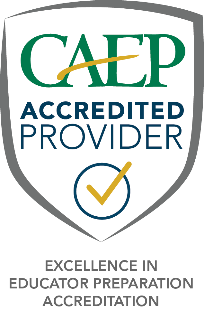 CAEP
ACCREDITED
PROVIDER
EXCELLENCE IN
EDUCATOR PREPARATION
ACCREDITATION